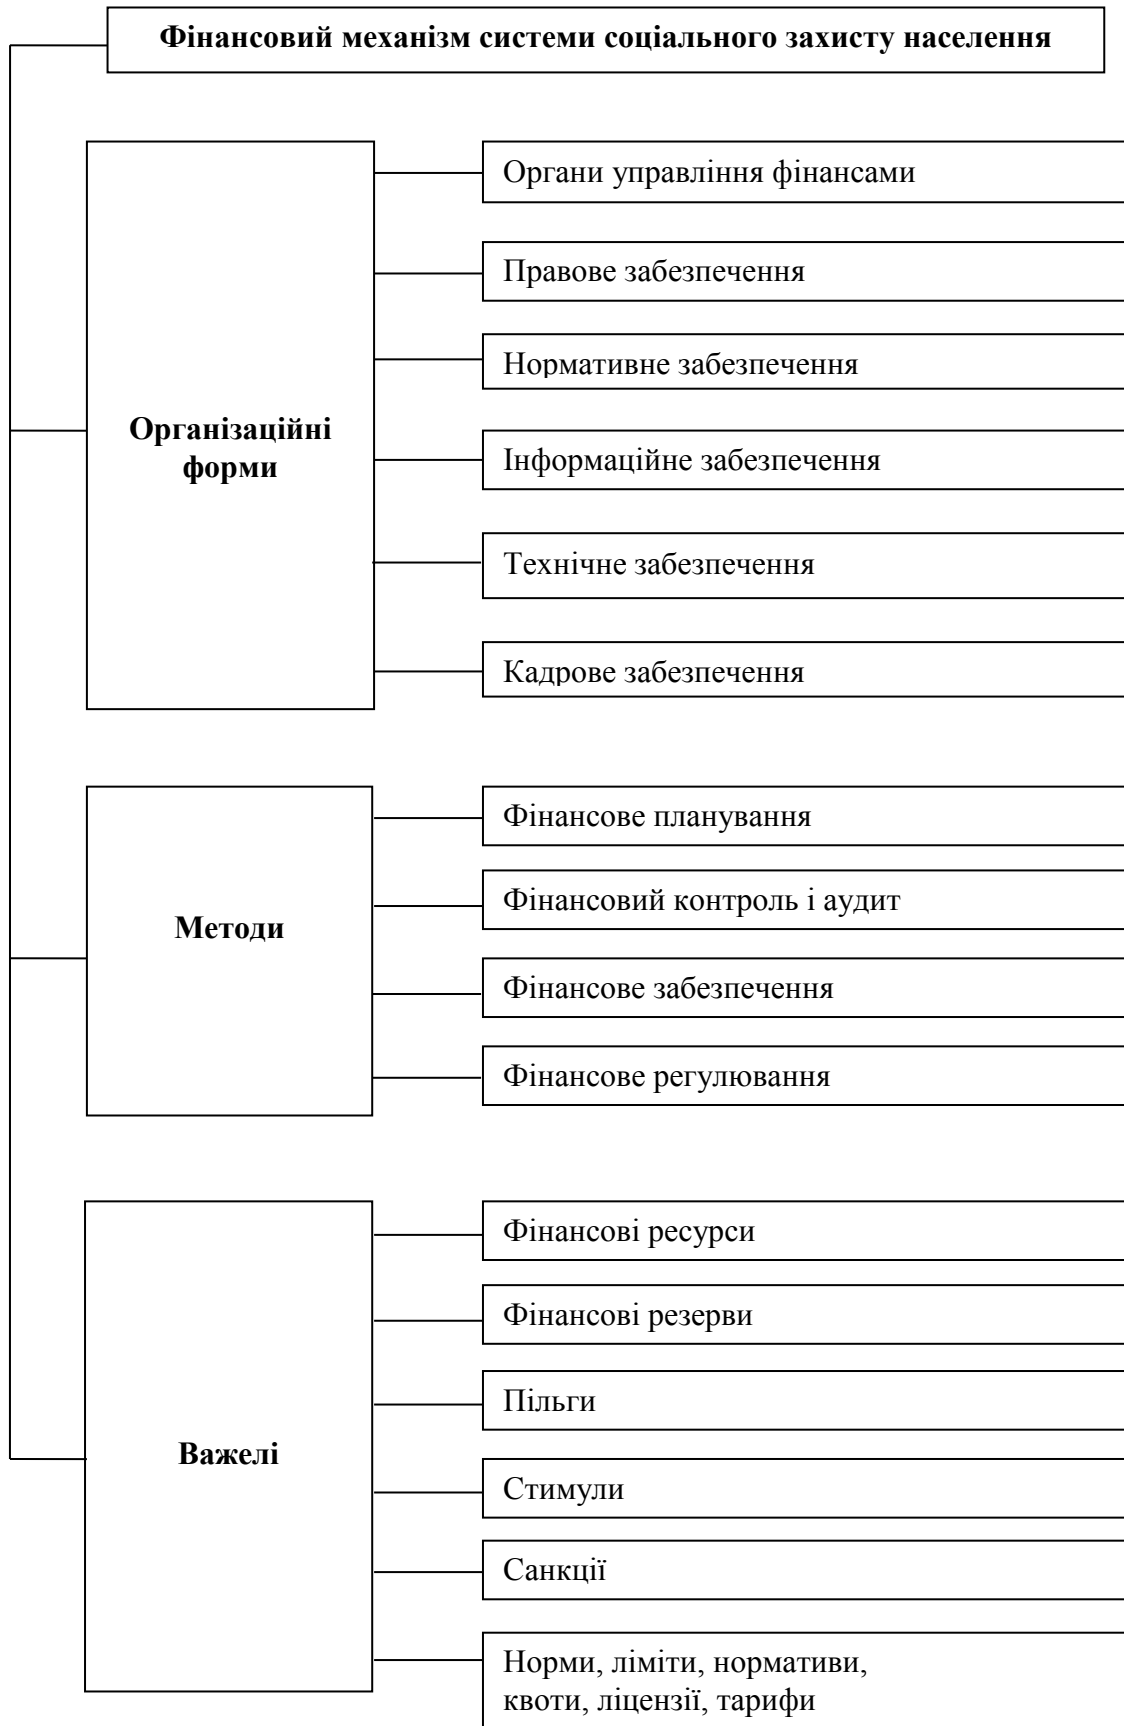 Фінансовий механізм системи соціального захисту населення
Організаційні
форми
Органи управління фінансами
Правове забезпечення
Нормативне забезпечення
Інформаційне забезпечення
Технічне забезпечення
Кадрове забезпечення
Методи
Фінансове планування
Фінансовий контроль і аудит
Фінансове забезпечення
Фінансове регулювання
Важелі
Фінансові ресурси
Фінансові резерви
Пільги
Стимули
Санкції
Норми, ліміти, нормативи,
квоти, ліцензії, тарифи